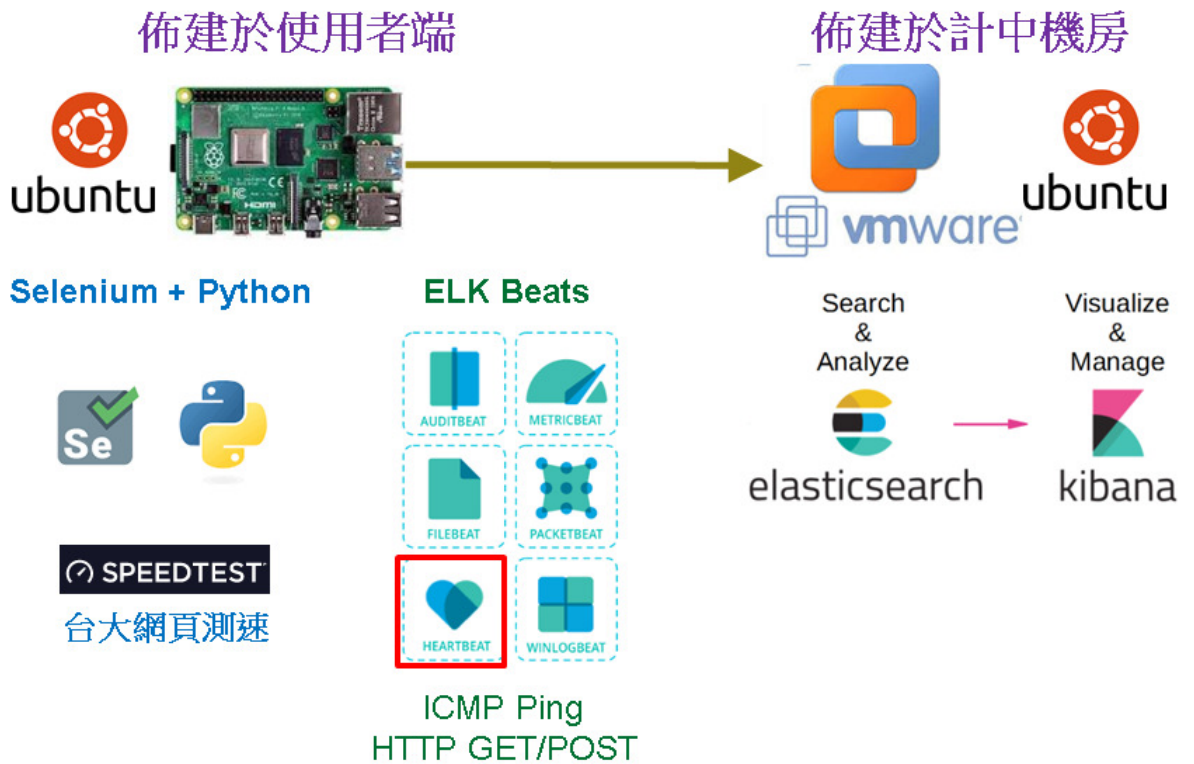 佈建於使用者端
佈建於計中機房
ubuntu
HDMI
vmware
ubuntu
Selenium + Python
ELK Beats
Search
&
Analyze
Visualize
&
Manage
AUDITBEAT
METRICBEAT
Se
elasticsearch
kibana
FILEBEAT
PACKETBEAT
SPEEDTEST
台大網頁測速
HEARTBEAT
WINLOGBEAT
ICMP Ping
HTTP GET/POST